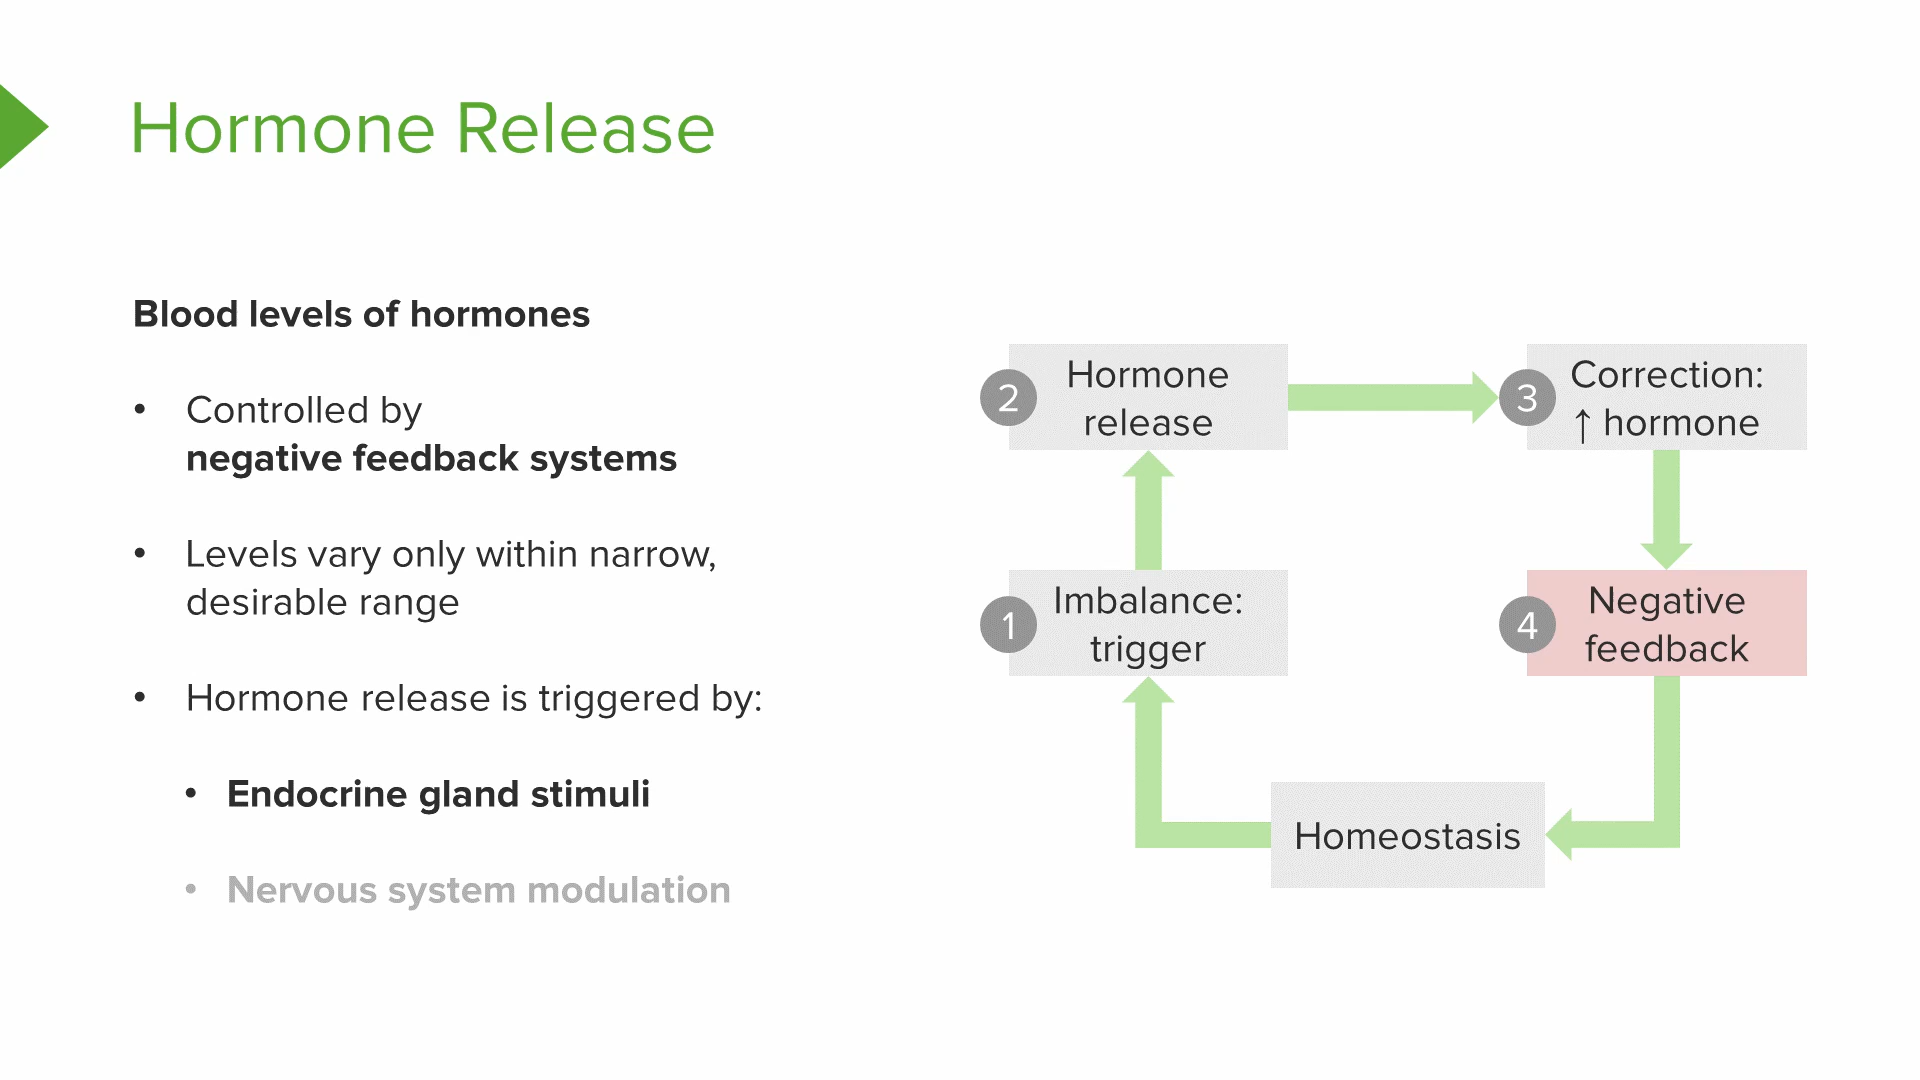 Hormone Release
Blood levels of hormones
• Controlled by
negative feedback systems
• Levels vary only within narrow,
desirable range
• Hormone release is triggered by:
• Endocrine gland stimuli
• Nervous system modulation
2 Hormone
release
3 Correction:
↑ hormone
1 Imbalance:
trigger
4 Negative
feedback
Homeostasis